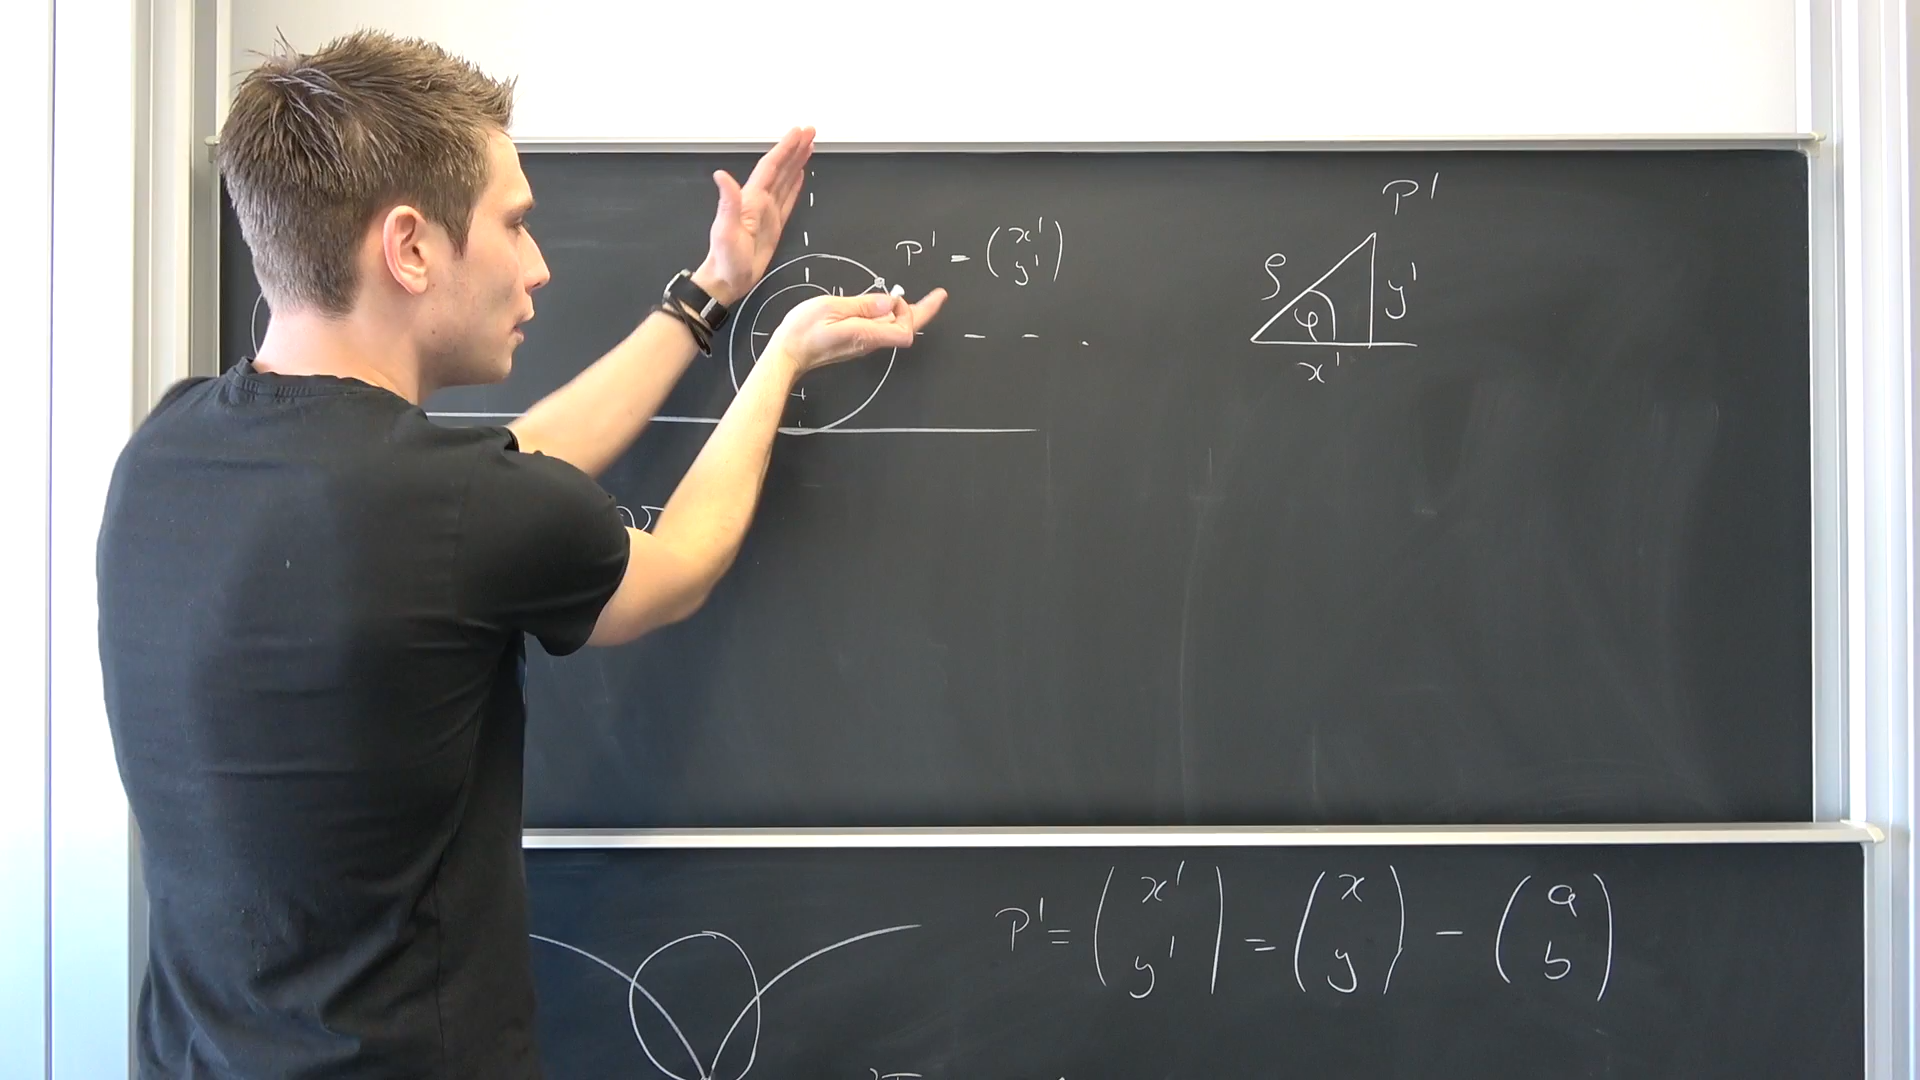 P' = (x' y')
P'
ρ
y'
φ
x'
P' = (x' y') = (x y) - (a b)